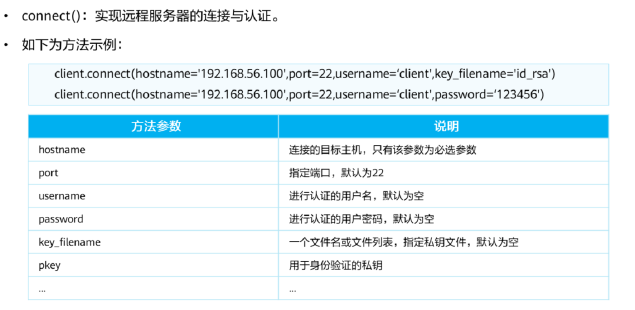 • connect()：实现远程服务器的连接与认证。
• 如下为方法示例：
client.connect(hostname='192.168.56.100',port=22,username='client',key_filename='id_rsa')
client.connect(hostname='192.168.56.100',port=22,username='client',password='123456')
方法参数 说明
hostname 连接的目标主机，只有该参数为必选参数
port 指定端口，默认为22
username 进行认证的用户名，默认为空
password 进行认证的用户密码，默认为空
key_filename 一个文件名或文件列表，指定私钥文件，默认为空
pkey 用于身份验证的私钥
... ...